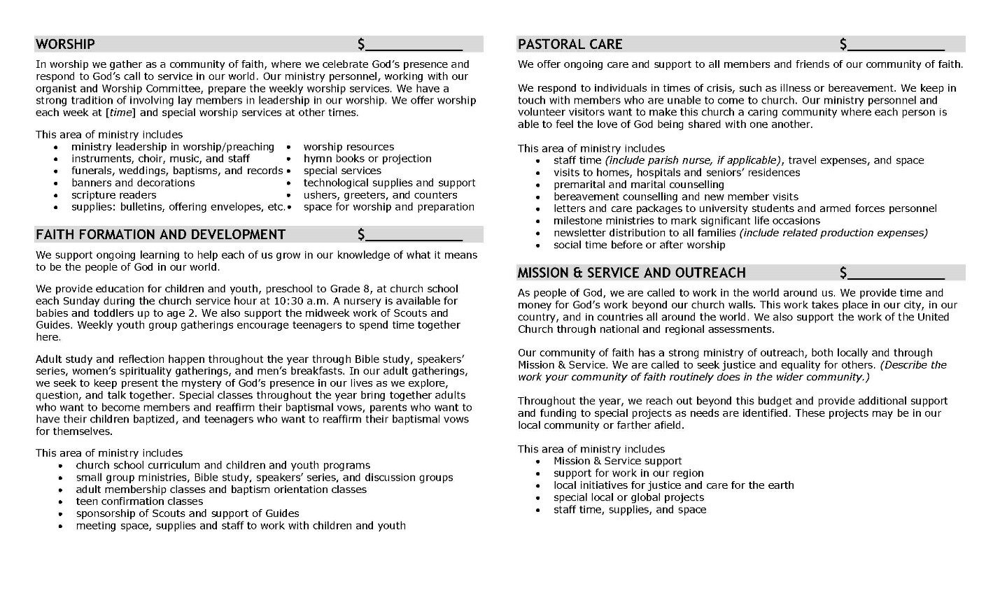 WORSHIP $____________
In worship we gather as a community of faith, where we celebrate God’s presence and
respond to God’s call to service in our world. Our ministry personnel, working with our
organist and Worship Committee, prepare the weekly worship services. We have a
strong tradition of involving lay members in leadership in our worship. We offer worship
each week at [time] and special worship services at other times.
This area of ministry includes
• ministry leadership in worship/preaching
• instruments, choir, music, and staff
• funerals, weddings, baptisms, and records
• banners and decorations
• scripture readers
• supplies: bulletins, offering envelopes, etc.
• worship resources
• hymn books or projection
• special services
• technological supplies and support
• ushers, greeters, and counters
• space for worship and preparation
FAITH FORMATION AND DEVELOPMENT $____________
We support ongoing learning to help each of us grow in our knowledge of what it means
to be the people of God in our world.
We provide education for children and youth, preschool to Grade 8, at church school
each Sunday during the church service hour at 10:30 a.m. A nursery is available for
babies and toddlers up to age 2. We also support the midweek work of Scouts and
Guides. Weekly youth group gatherings encourage teenagers to spend time together
here.
Adult study and reflection happen throughout the year through Bible study, speakers’
series, women’s spirituality gatherings, and men’s breakfasts. In our adult gatherings,
we seek to keep present the mystery of God’s presence in our lives as we explore,
question, and talk together. Special classes throughout the year bring together adults
who want to become members and reaffirm their baptismal vows, parents who want to
have their children baptized, and teenagers who want to reaffirm their baptismal vows
for themselves.
This area of ministry includes
• church school curriculum and children and youth programs
• small group ministries, Bible study, speakers’ series, and discussion groups
• adult membership classes and baptism orientation classes
• teen confirmation classes
• sponsorship of Scouts and support of Guides
• meeting space, supplies and staff to work with children and youth
PASTORAL CARE $____________
We offer ongoing care and support to all members and friends of our community of faith.
We respond to individuals in times of crisis, such as illness or bereavement. We keep in
touch with members who are unable to come to church. Our ministry personnel and
volunteer visitors want to make this church a caring community where each person is
able to feel the love of God being shared with one another.
This area of ministry includes
• staff time (include parish nurse, if applicable), travel expenses, and space
• visits to homes, hospitals and seniors’ residences
• premarital and marital counselling
• bereavement counselling and new member visits
• letters and care packages to university students and armed forces personnel
• milestone ministries to mark significant life occasions
• newsletter distribution to all families (include related production expenses)
• social time before or after worship
MISSION & SERVICE AND OUTREACH $____________
As people of God, we are called to work in the world around us. We provide time and
money for God’s work beyond our church walls. This work takes place in our city, in our
country, and in countries all around the world. We also support the work of the United
Church through national and regional assessments.
Our community of faith has a strong ministry of outreach, both locally and through
Mission & Service. We are called to seek justice and equality for others. (Describe the
work your community of faith routinely does in the wider community.)
Throughout the year, we reach out beyond this budget and provide additional support
and funding to special projects as needs are identified. These projects may be in our
local community or farther afield.
This area of ministry includes
• Mission & Service support
• support for work in our region
• local initiatives for justice and care for the earth
• special local or global projects
• staff time, supplies, and space